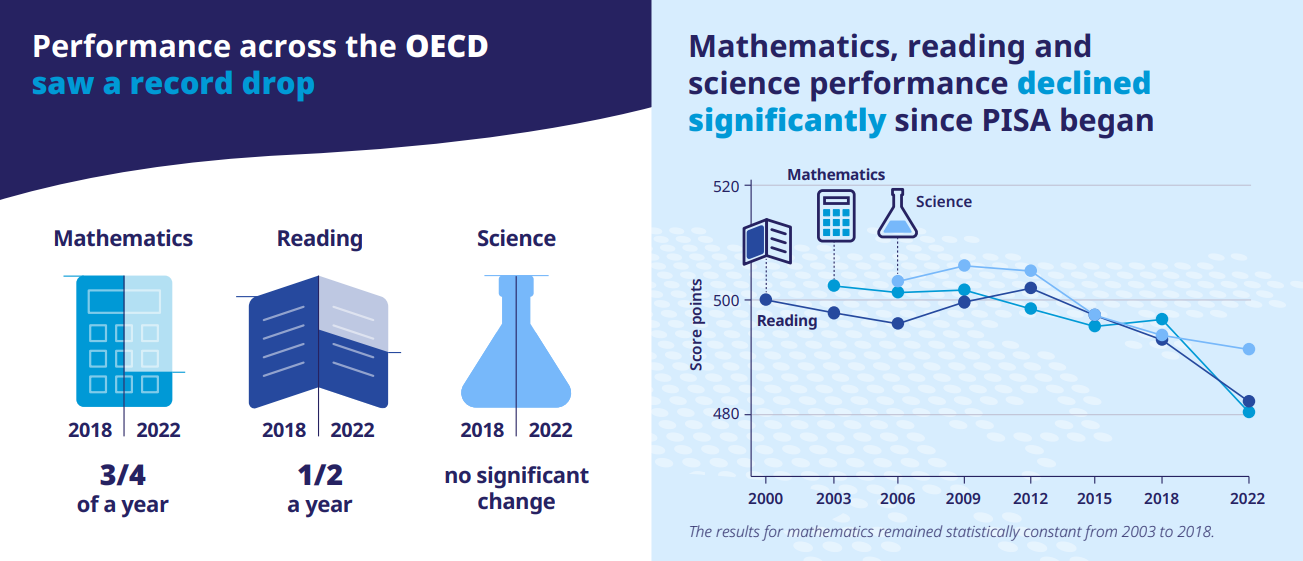 Performance across the OECD
saw a record drop
Mathematics
Reading
Science
2018
2022
2018
2022
2018
2022
3/4
of a year
1/2
a year
no significant
change
Mathematics, reading and
science performance declined
significantly since PISA began
Score points
520
500
480
Mathematics
Science
Reading
2000
2003
2006
2009
2012
2015
2018
2022
The results for mathematics remained statistically constant from 2003 to 2018.